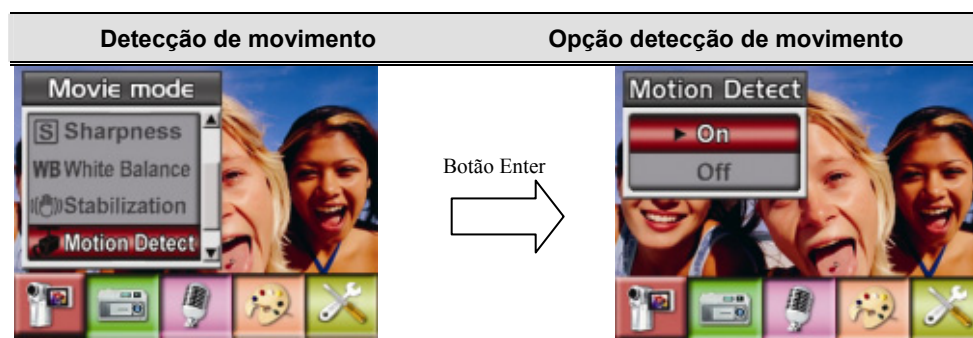 Detecção de movimento
Opção detecção de movimento
Movie mode
S Sharpness
WB White Balance
Stabilization
Motion Detect
Botão Enter
Motion Detect
On
Off